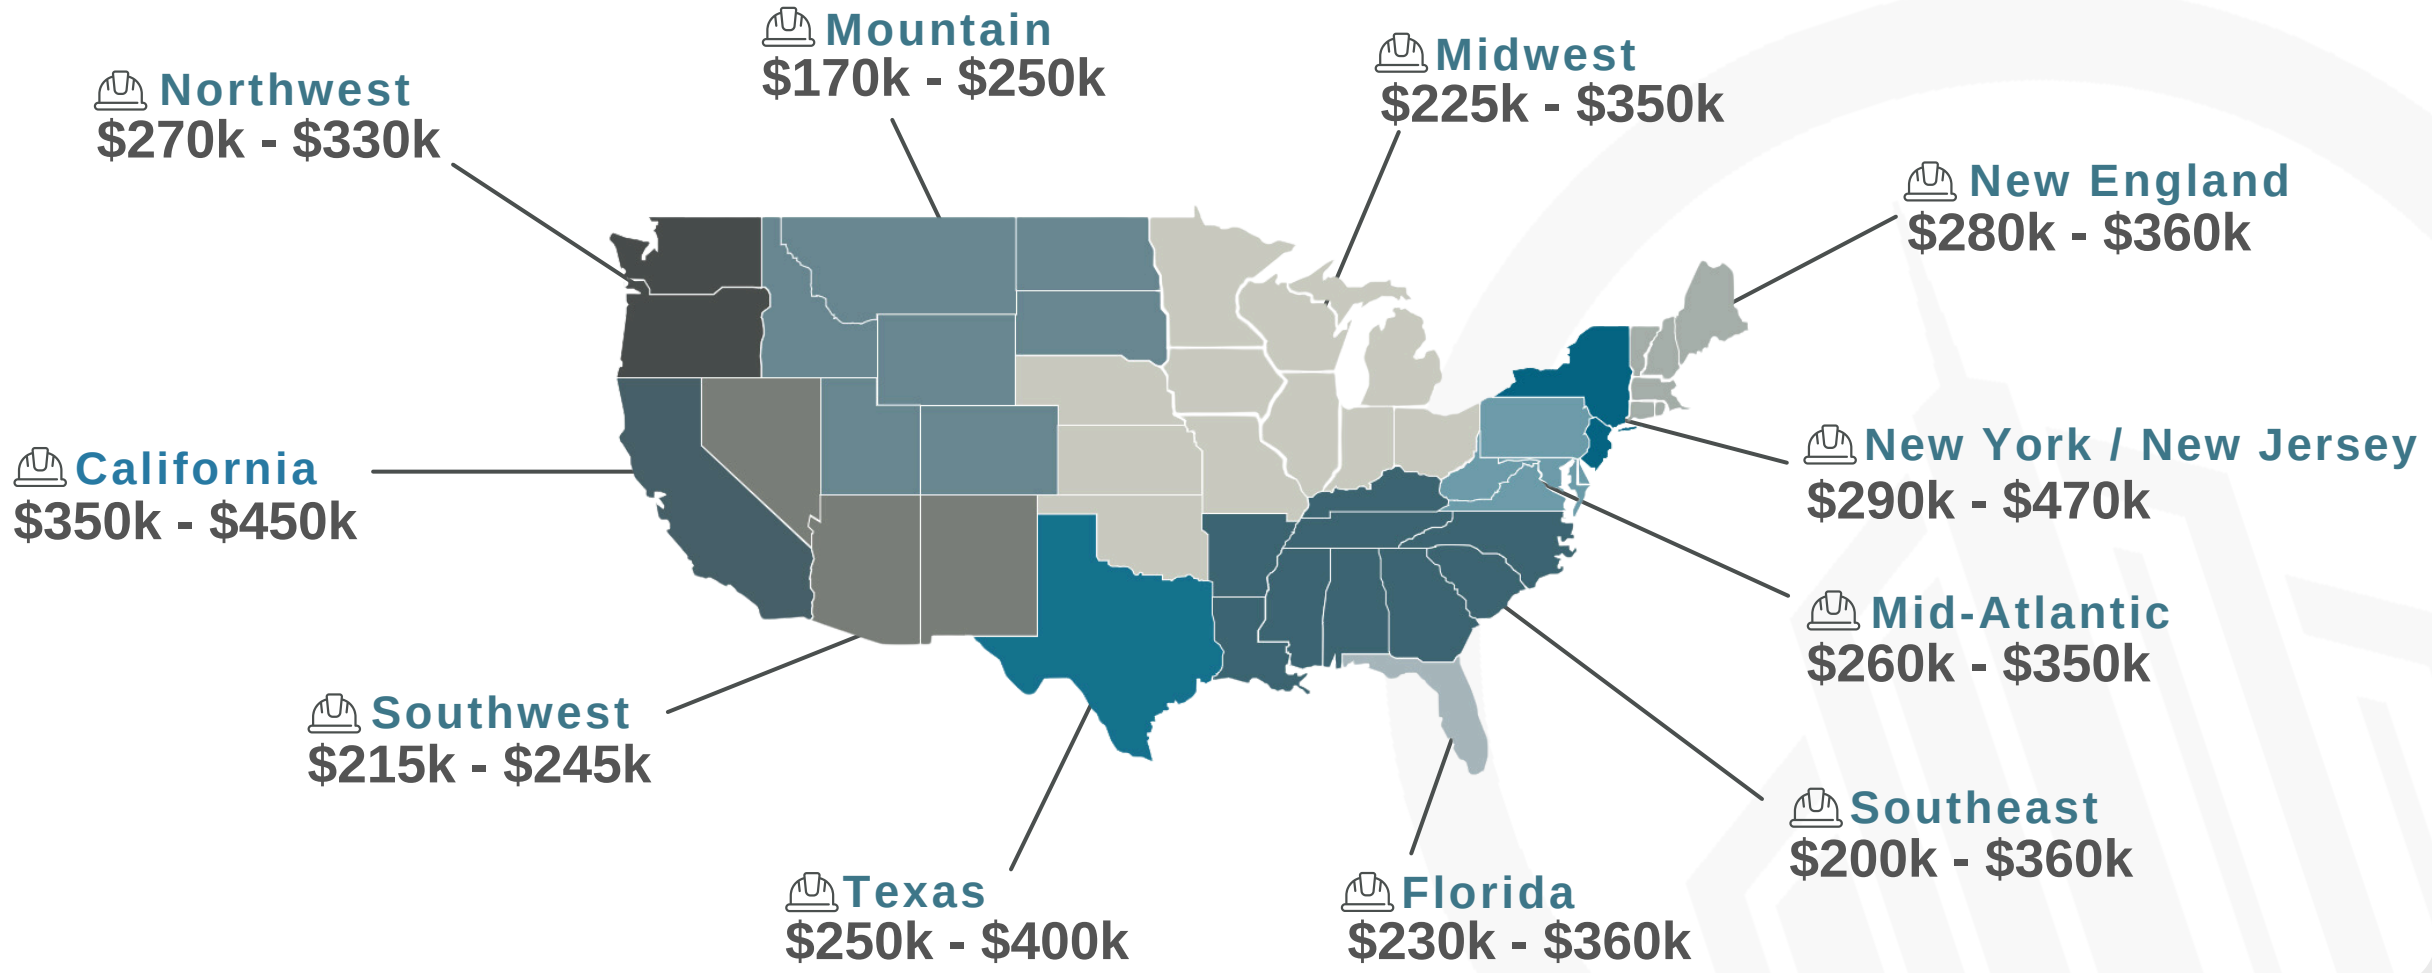 Mountain
$170k - $250k
Midwest
$225k - $350k
Northwest
$270k - $330k
New England
$280k - $360k
New York / New Jersey
$290k - $470k
California
$350k - $450k
Mid-Atlantic
$260k - $350k
Southwest
$215k - $245k
Southeast
$200k - $360k
Texas
$250k - $400k
Florida
$230k - $360k